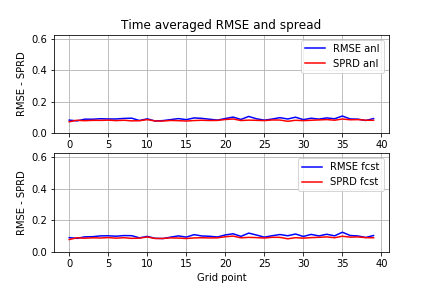 Time averaged RMSE and spread
RMSE - SPRD
0.6
0.4
0.2
0.0
RMSE anl
SPRD anl
0 5 10 15 20 25 30 35 40
RMSE - SPRD
0.6
0.4
0.2
0.0
RMSE fcst
SPRD fcst
0 5 10 15 20 25 30 35 40
Grid point